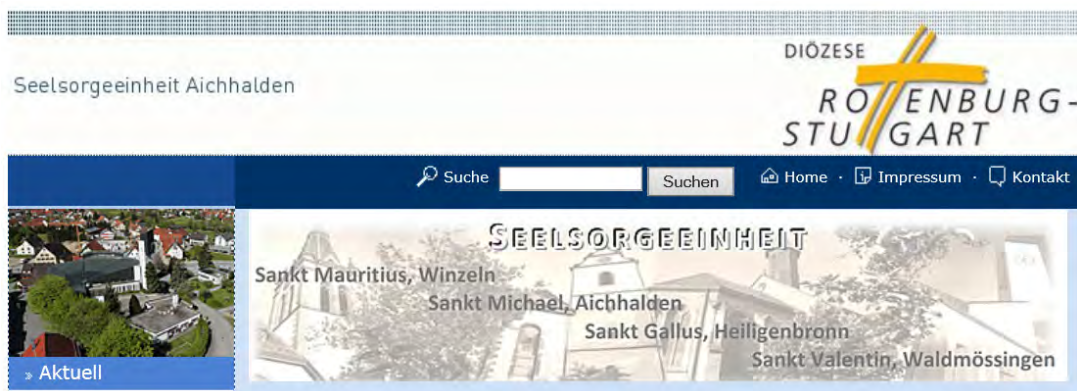 Seelsorgeeinheit Aichhalden
DIÖZESE
ROTTENBURG-
STUTTGART
Suche
Suchen
Home · Impressum · Kontakt
SEELSORGEEINHEIT
Sankt Mauritius, Winzeln
Sankt Michael, Aichhalden
Sankt Gallus, Heiligenbronn
Sankt Valentin, Waldmössingen
» Aktuell